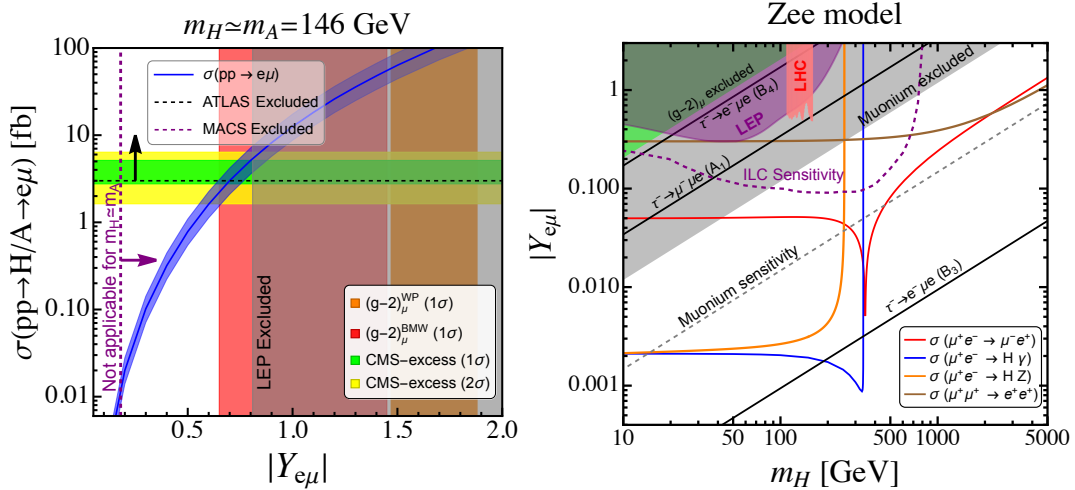 m_H≃m_A=146 GeV
σ(pp→H/A→eμ) [fb]
100
10
1
0.10
0.01
σ(pp → eμ)
ATLAS Excluded
MACS Excluded
Not applicable for m_H≃m_A
LEP Excluded
(g−2)_μ^WP (1σ)
(g−2)_μ^BMW (1σ)
CMS−excess (1σ)
CMS−excess (2σ)
0.5 1.0 1.5 2.0
|Y_eμ|
Zee model
|Y_eμ|
1
0.100
0.010
0.001
(g−2)_μ excluded
τ⁻→e⁻μe (B_4)
LEP
LHC
Muonium excluded
τ⁻→μ⁻μe (A_1)
ILC Sensitivity
Muonium sensitivity
τ⁻→e⁻μe (B_3)
σ (μ⁺e⁻ → μ⁻e⁺)
σ (μ⁺e⁻ → H γ)
σ (μ⁺e⁻ → H Z)
σ (μ⁺μ⁺ → e⁺e⁺)
10 50 100 500 1000 5000
m_H [GeV]